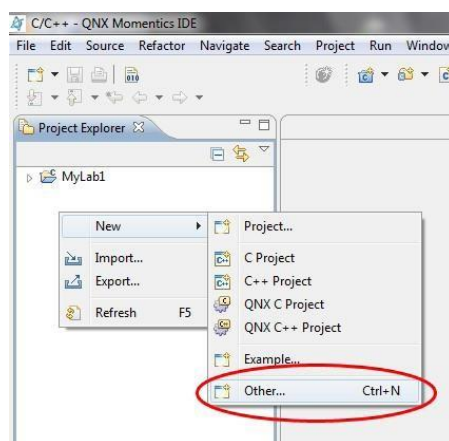 C/C++ - QNX Momentics IDE
File Edit Source Refactor Navigate Search Project Run Window
Project Explorer
MyLab1
New
Import...
Export...
Refresh F5
Project...
C Project
C++ Project
QNX C Project
QNX C++ Project
Example...
Other... Ctrl+N